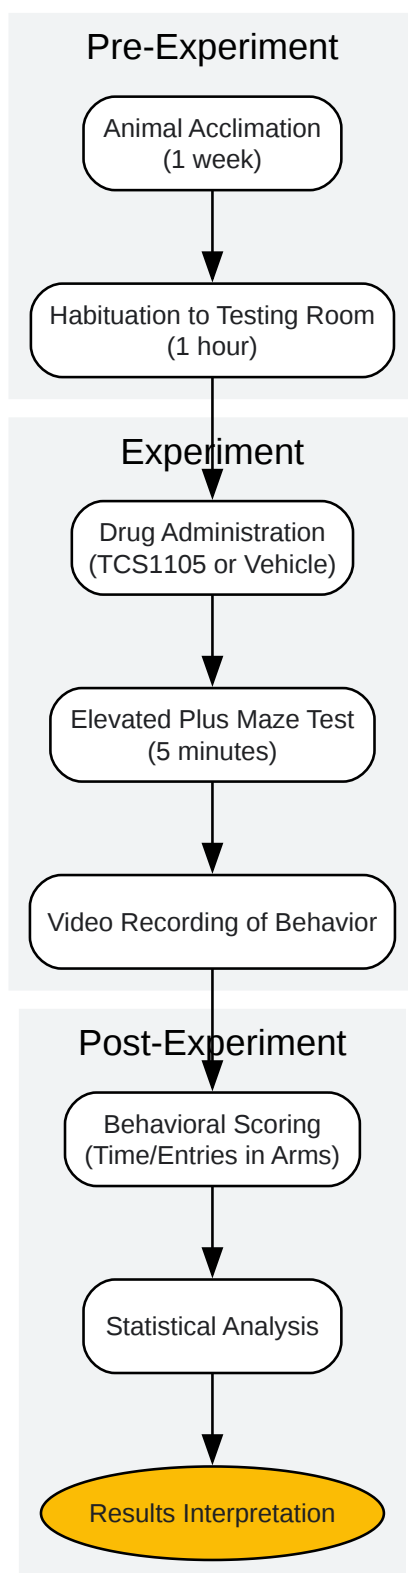 Pre-Experiment
Animal Acclimation
(1 week)
Habituation to Testing Room
(1 hour)
Experiment
Drug Administration
(TCS1105 or Vehicle)
Elevated Plus Maze Test
(5 minutes)
Video Recording of Behavior
Post-Experiment
Behavioral Scoring
(Time/Entries in Arms)
Statistical Analysis
Results Interpretation